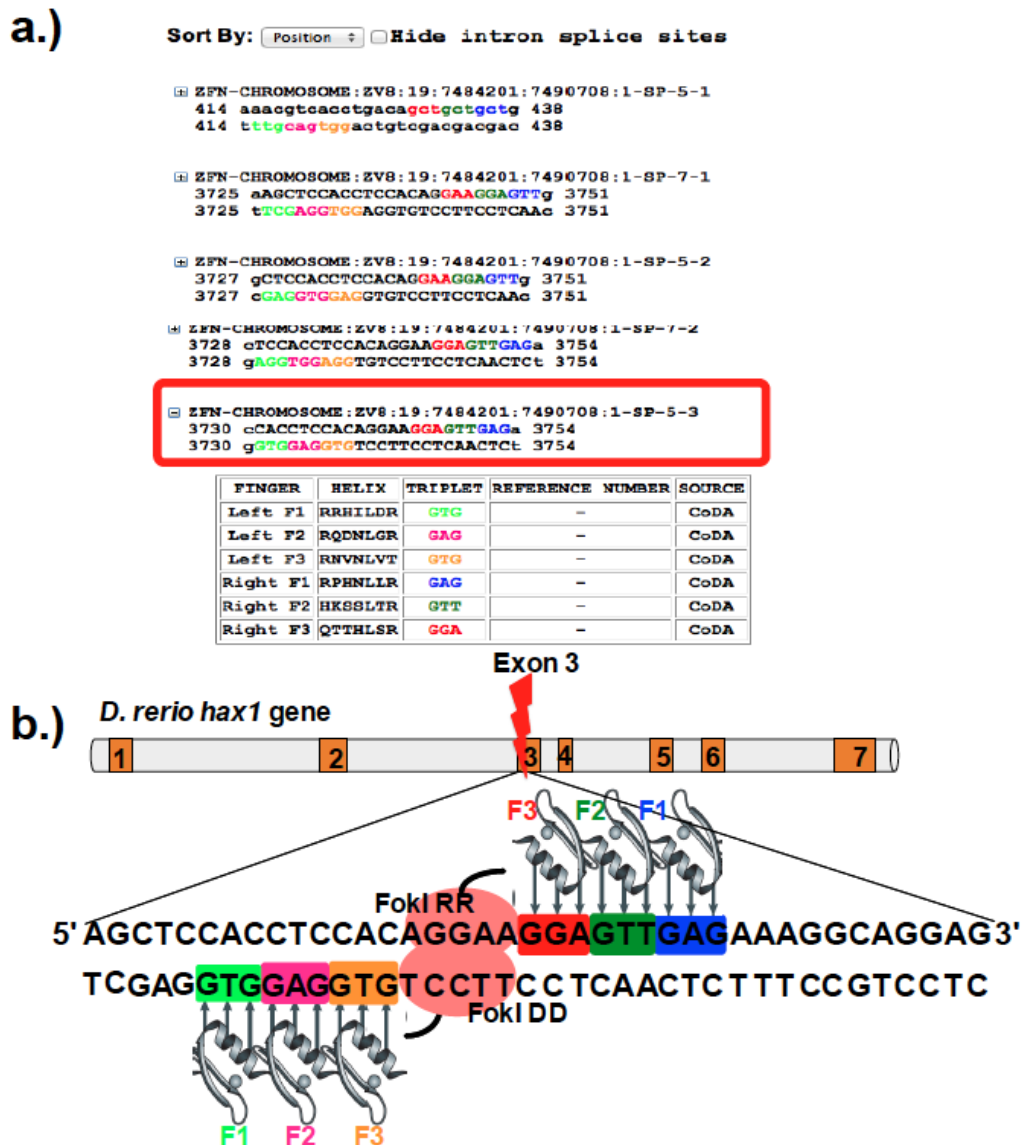 a.)
Sort By: Position Hide intron splice sites
ZFN-CHROMOSOME:ZV8:19:7484201:7490708:1-SP-5-1
414 aaacgtcacctgacagctgctgctg 438
414 tttgcagtggactgtcgacgacgac 438
ZFN-CHROMOSOME:ZV8:19:7484201:7490708:1-SP-7-1
3725 aAGCTCCACCTCCACAGGAAGGAGTTg 3751
3725 tTCGAGGTGGAGGTGTCCTTCCTCAAc 3751
ZFN-CHROMOSOME:ZV8:19:7484201:7490708:1-SP-5-2
3727 gCTCCACCTCCACAGGAAGGAGTTg 3751
3727 cGAGGTGGAGGTGTCCTTCCTCAAc 3751
ZFN-CHROMOSOME:ZV8:19:7484201:7490708:1-SP-7-2
3728 cTCCACCTCCACAGGAAGGAGTTGAGa 3754
3728 gAGGTGGAGGTGTCCTTCCTCAACTCt 3754
ZFN-CHROMOSOME:ZV8:19:7484201:7490708:1-SP-5-3
3730 cCACCTCCACAGGAAGGAGTTGAGa 3754
3730 gGTGGAGGTGTCCTTCCTCAACTCt 3754
FINGER HELIX TRIPLET REFERENCE NUMBER SOURCE
Left F1 RRHILDR GTG - CoDA
Left F2 RQDNLGR GAG - CoDA
Left F3 RNVNLVT GTG - CoDA
Right F1 RPHNLLR GAG - CoDA
Right F2 HKSSLTR GTT - CoDA
Right F3 QTTHLSR GGA - CoDA
Exon 3
b.) D. rerio hax1 gene
1 2 3 4 5 6 7
F3 F2 F1
FokI RR
5' AGCTCCACCTCCACAGGAAGGAGTTGAGAAAGGCAGGAG3'
TCGAGGTGGAGGTGTCCTTCCTCAACTCTTTCCGTCCTC
FokI DD
F1 F2 F3